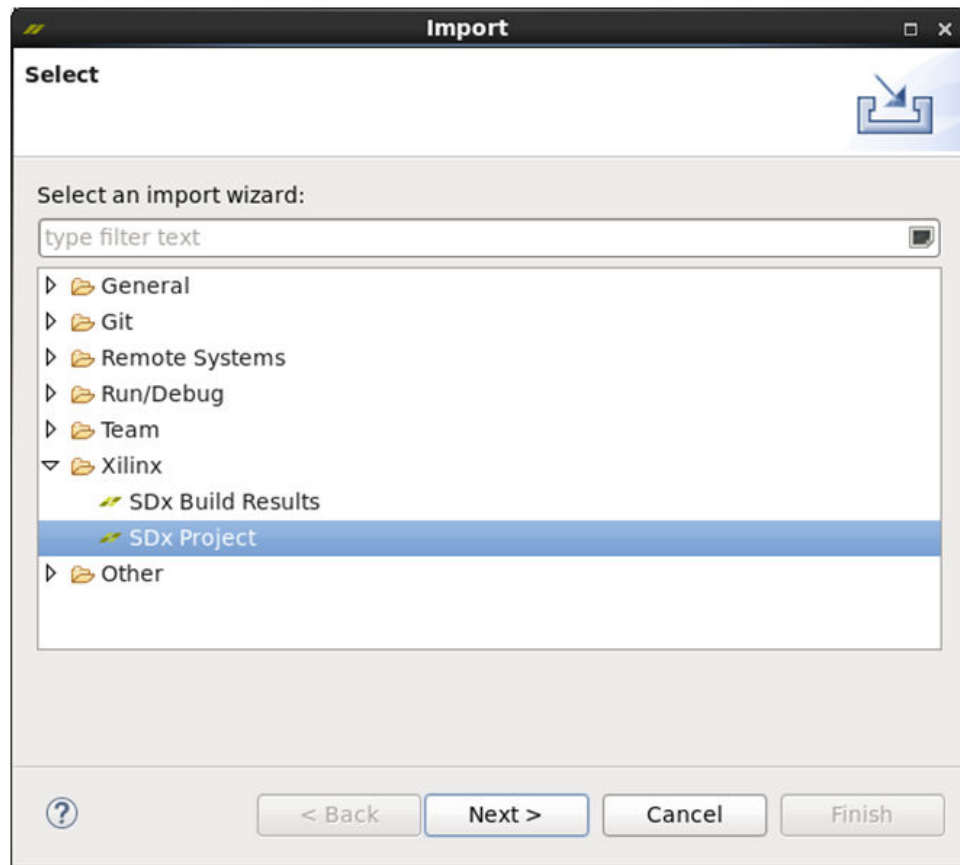 Import
Select
Select an import wizard:
type filter text
General
Git
Remote Systems
Run/Debug
Team
Xilinx
SDx Build Results
SDx Project
Other
? < Back Next > Cancel Finish